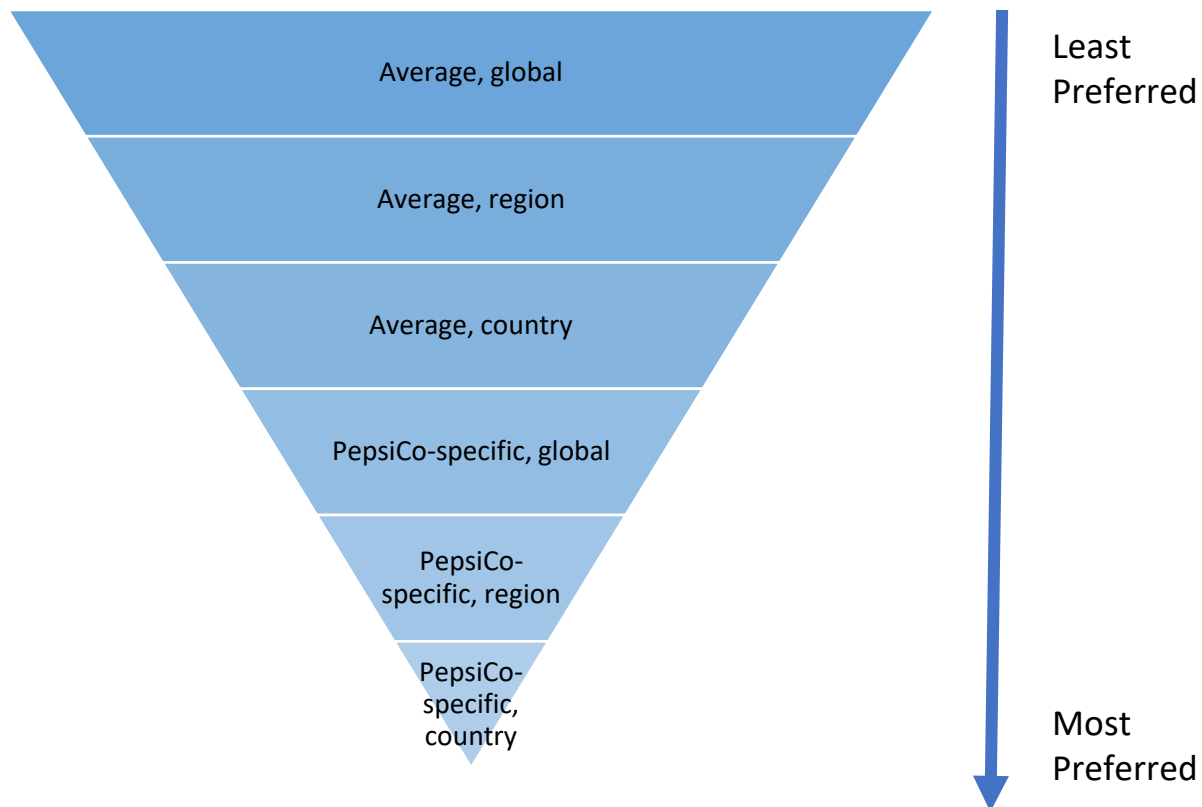 Average, global
Least
Preferred
Average, region
Average, country
PepsiCo-specific, global
PepsiCo-
specific, region
PepsiCo-
specific,
country
Most
Preferred